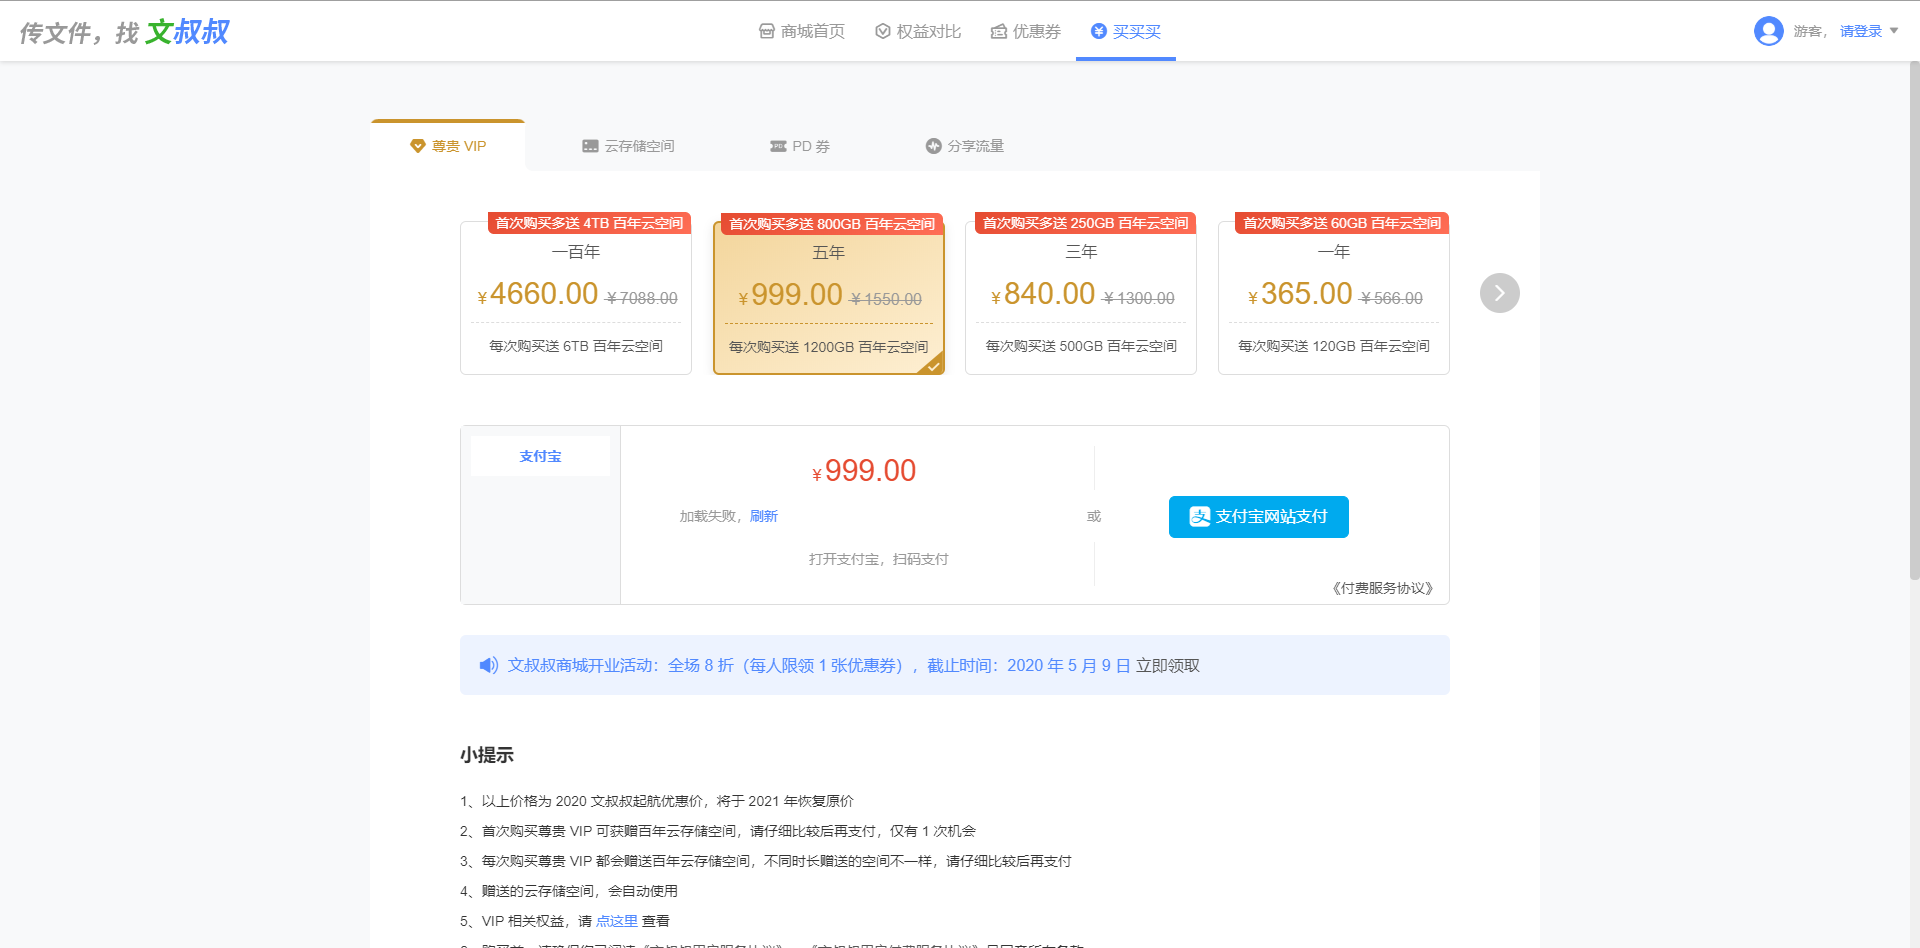 传文件，找 文叔叔
商城首页
权益对比
优惠券
买买买
游客，请登录
尊贵 VIP
云存储空间
PD 券
分享流量
首次购买多送 4TB 百年云空间
一百年
¥4660.00 ¥7088.00
每次购买送 6TB 百年云空间
首次购买多送 800GB 百年云空间
五年
¥999.00 ¥1550.00
每次购买送 1200GB 百年云空间
首次购买多送 250GB 百年云空间
三年
¥840.00 ¥1300.00
每次购买送 500GB 百年云空间
首次购买多送 60GB 百年云空间
一年
¥365.00 ¥566.00
每次购买送 120GB 百年云空间
支付宝
¥999.00
加载失败，刷新
打开支付宝，扫码支付
或
支付宝网站支付
《付费服务协议》
文叔叔商城开业活动：全场 8 折（每人限领 1 张优惠券），截止时间：2020 年 5 月 9 日 立即领取
小提示
1、以上价格为 2020 文叔叔起航优惠价，将于 2021 年恢复原价
2、首次购买尊贵 VIP 可获赠百年云存储空间，请仔细比较后再支付，仅有 1 次机会
3、每次购买尊贵 VIP 都会赠送百年云存储空间，不同时长赠送的空间不一样，请仔细比较后再支付
4、赠送的云存储空间，会自动使用
5、VIP 相关权益，请 点这里 查看